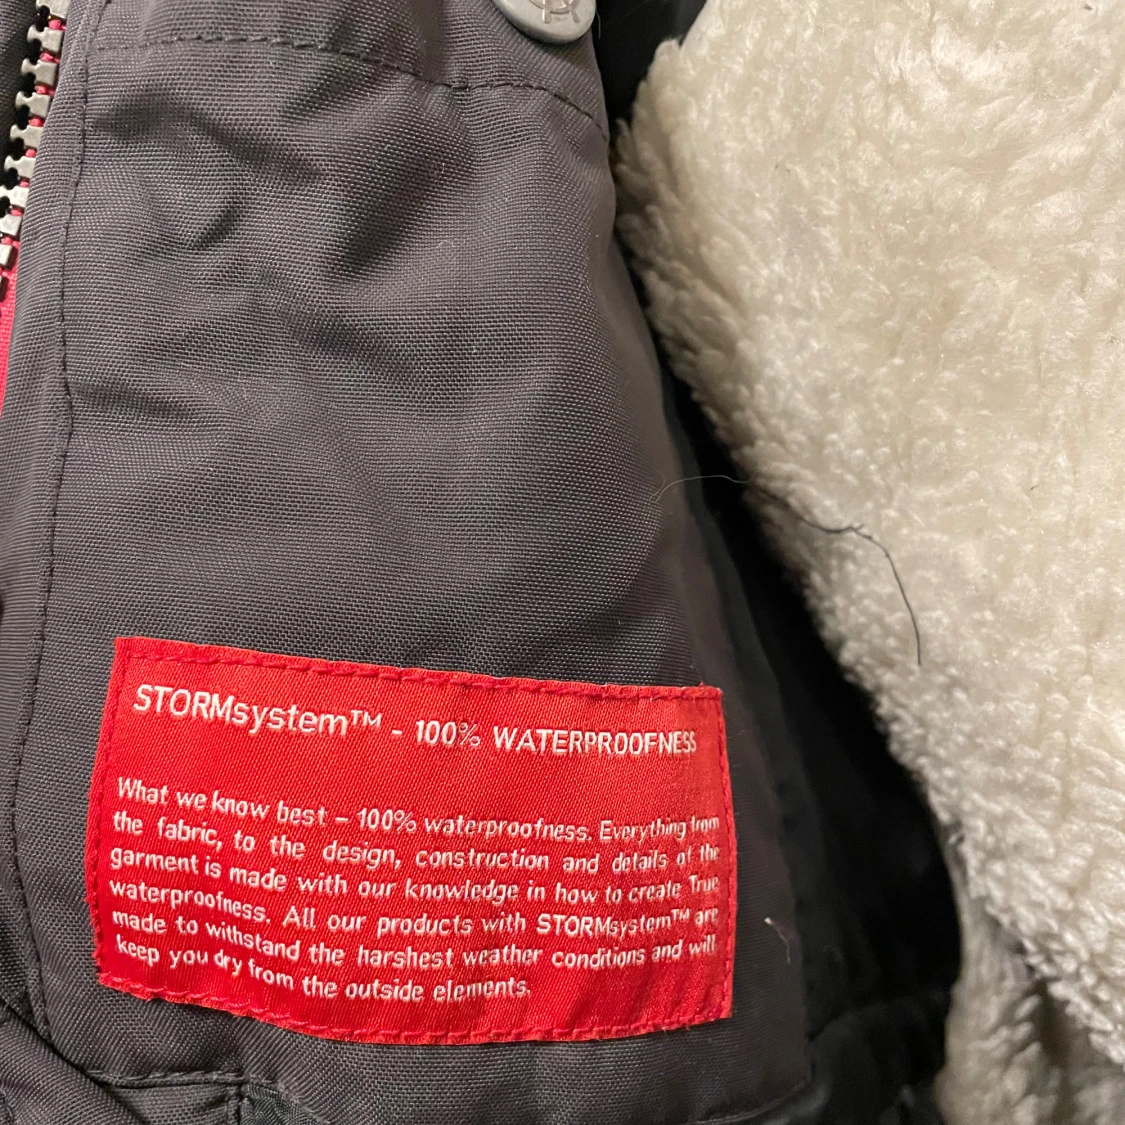 STORMsystem™ - 100% WATERPROOFNESS
What we know best - 100% waterproofness. Everything from
the fabric, to the design, construction and details of the
garment is made with our knowledge in how to create True
waterproofness. All our products with STORMsystem™ are
made to withstand the harshest weather conditions and will
keep you dry from the outside elements.